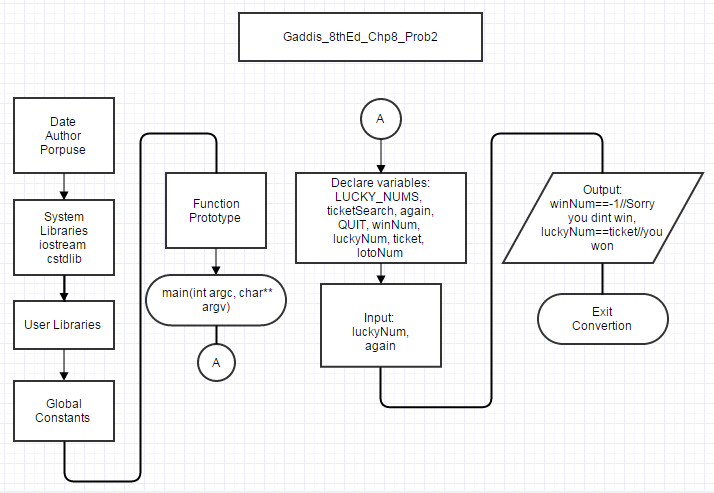 Gaddis_8thEd_Chp8_Prob2
Date
Author
Porpuse
System
Libraries
iostream
cstdlib
User Libraries
Global
Constants
Function
Prototype
main(int argc, char**
argv)
A
A
Declare variables:
LUCKY_NUMS,
ticketSearch, again,
QUIT, winNum,
luckyNum, ticket,
lotoNum
Input:
luckyNum,
again
Output:
winNum==-1//Sorry
you dint win,
luckyNum==ticket//you
won
Exit
Convertion